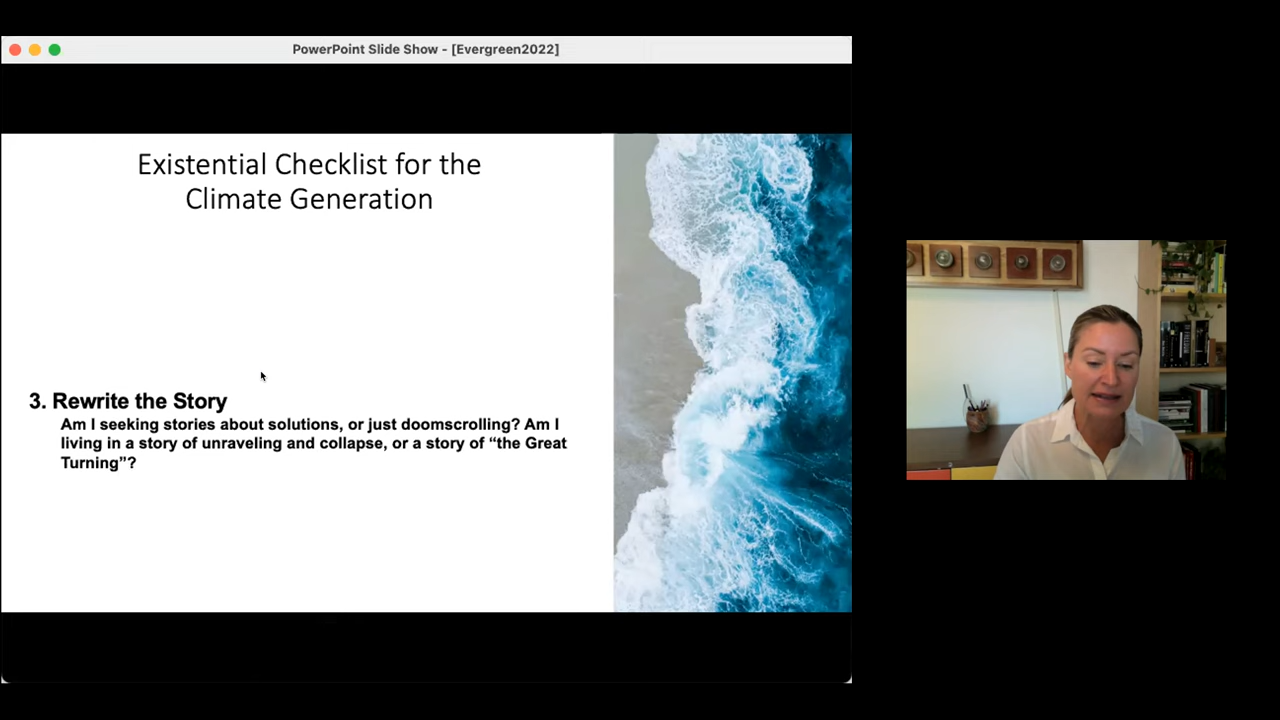 PowerPoint Slide Show - [Evergreen2022]
Existential Checklist for the
Climate Generation
3. Rewrite the Story
Am I seeking stories about solutions, or just doomscrolling? Am I
living in a story of unraveling and collapse, or a story of “the Great
Turning”?